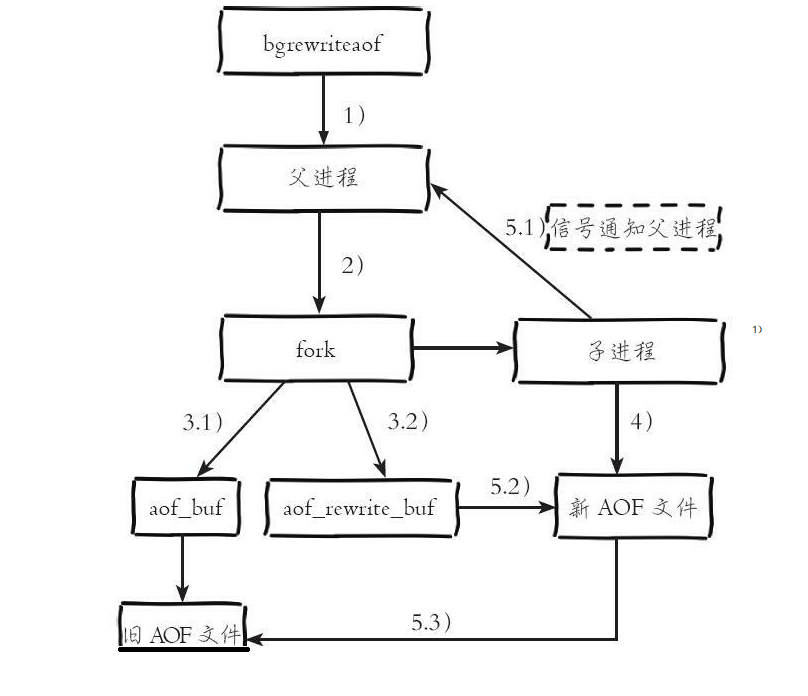 bgrewriteaof
1)
父进程
5.1)
信号通知父进程
2)
fork
子进程
1)
3.1)
3.2)
4)
aof_buf
aof_rewrite_buf
5.2)
新 AOF 文件
旧 AOF 文件
5.3)